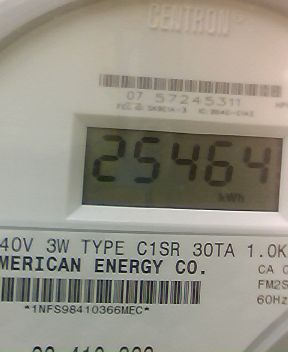 CENTRON
07 57245311
25464
kWh
40V 3W TYPE C1SR 30TA 1.0K
MERICAN ENERGY CO.
CA 0
FM2S
60Hz
*1NFS98410366MEC*